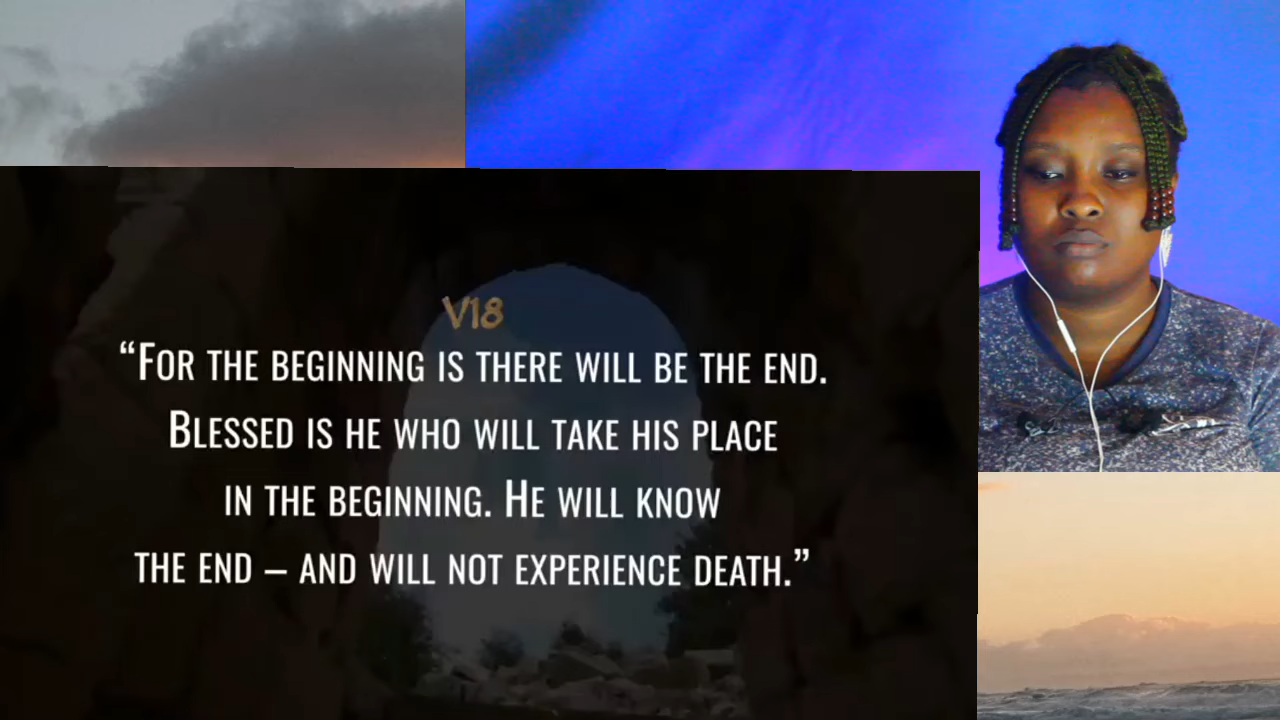 V18
“For the beginning is there will be the end.
Blessed is he who will take his place
in the beginning. He will know
the end – and will not experience death.”